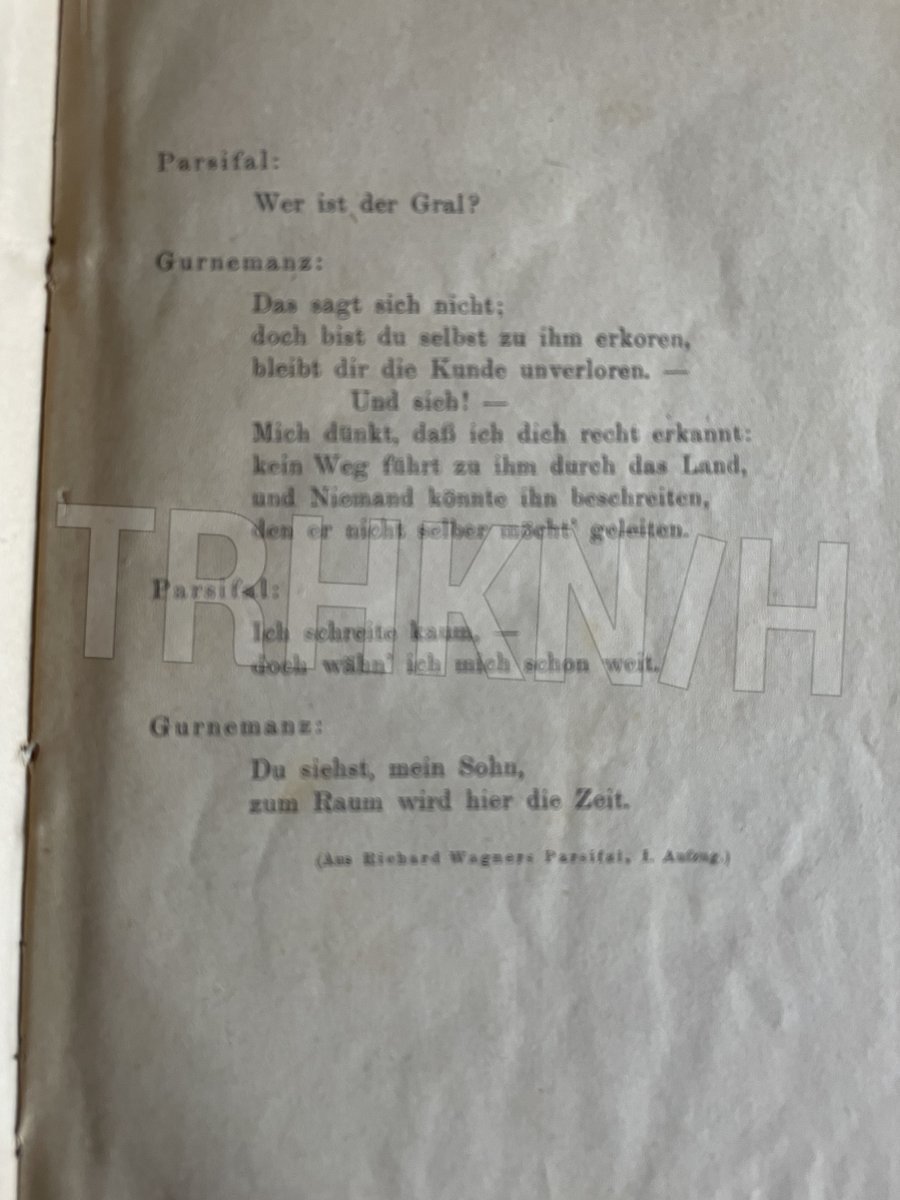 Parsifal:
Wer ist der Gral?
Gurnemanz:
Das sagt sich nicht;
doch bist du selbst zu ihm erkoren,
bleibt dir die Kunde unverloren. —
Und sieh! —
Mich dünkt, daß ich dich recht erkannt:
kein Weg führt zu ihm durch das Land,
und Niemand könnte ihn beschreiten,
den er nicht selber möcht' geleiten.
TRHKN/H
Parsifal:
Ich schreite kaum, —
doch wähn' ich mich schon weit.
Gurnemanz:
Du siehst, mein Sohn,
zum Raum wird hier die Zeit.
(Aus Richard Wagners Parsifal, I. Aufzug.)